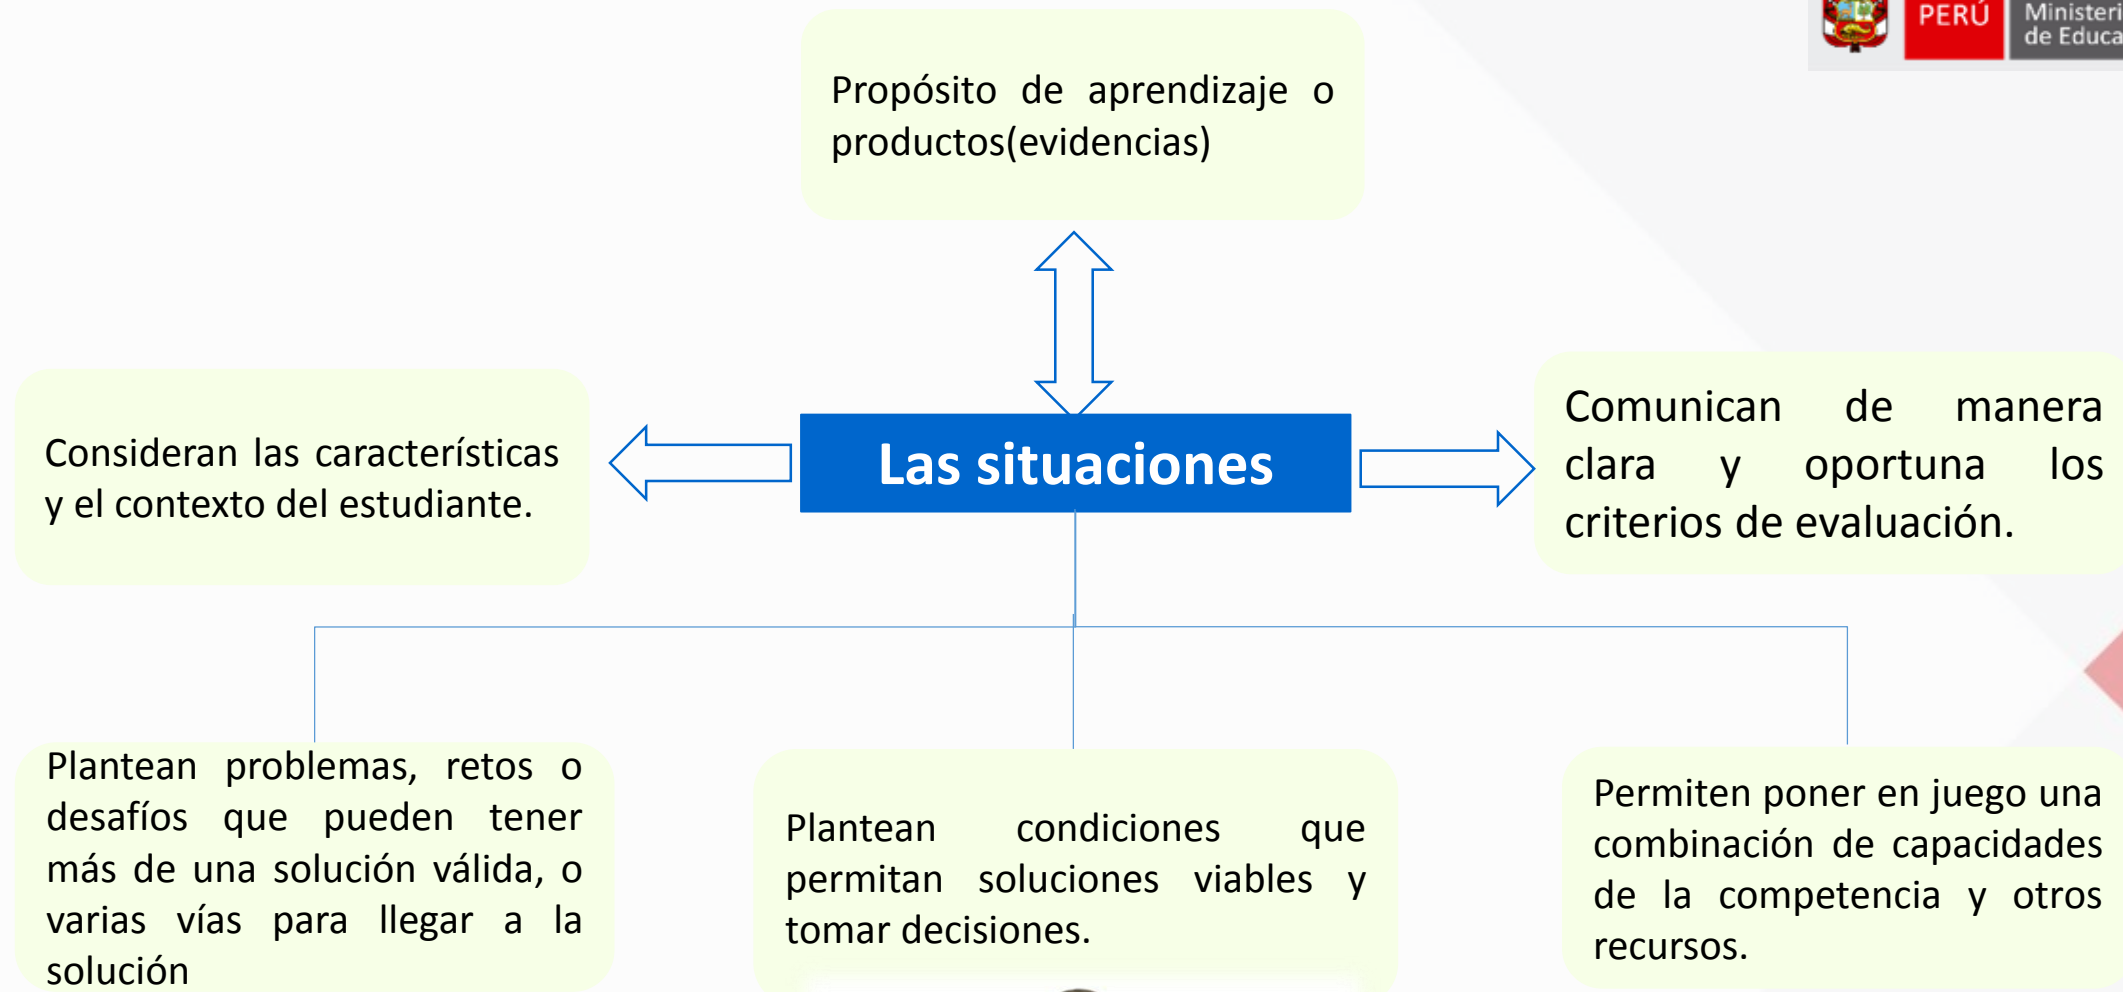 PERÚ
Propósito de aprendizaje o
productos(evidencias)
Consideran las características
y el contexto del estudiante.
Las situaciones
Comunican de manera
clara y oportuna los
criterios de evaluación.
Plantean problemas, retos o
desafíos que pueden tener
más de una solución válida, o
varias vías para llegar a la
solución
Plantean condiciones que
permitan soluciones viables y
tomar decisiones.
Permiten poner en juego una
combinación de capacidades
de la competencia y otros
recursos.